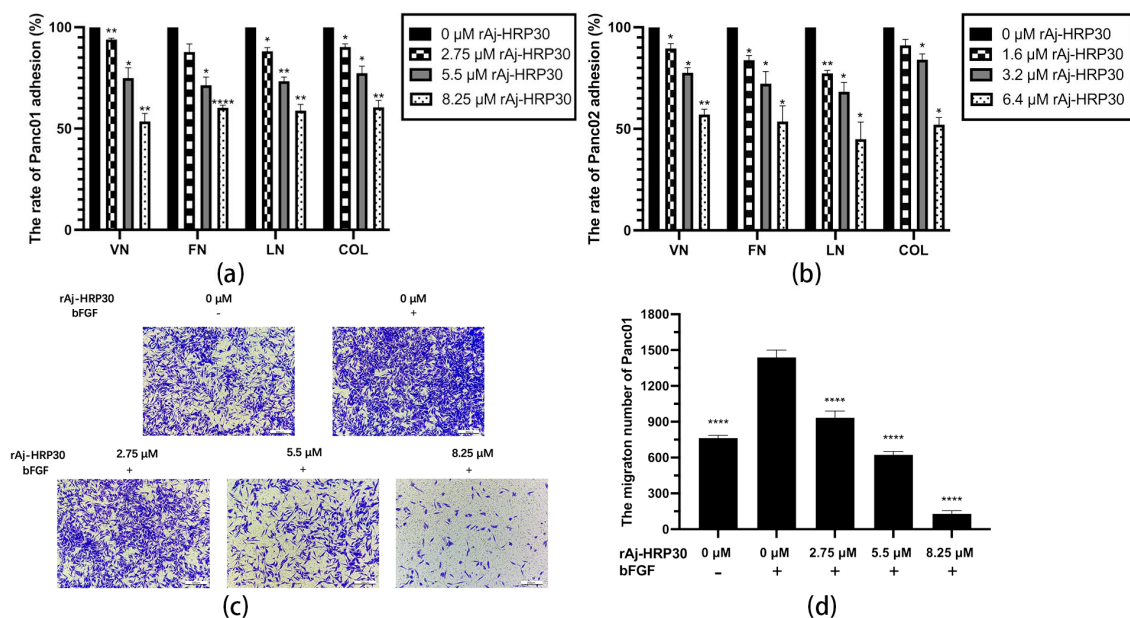 The rate of Panc01 adhesion (%)
100
50
0
** * ** * **** * ** ** * * **
VN FN LN COL
0 μM rAj-HRP30
2.75 μM rAj-HRP30
5.5 μM rAj-HRP30
8.25 μM rAj-HRP30
(a)
The rate of Panc02 adhesion (%)
100
50
0
* * ** * * * ** * * * *
VN FN LN COL
0 μM rAj-HRP30
1.6 μM rAj-HRP30
3.2 μM rAj-HRP30
6.4 μM rAj-HRP30
(b)
rAj-HRP30 0 μM 0 μM
bFGF - +
rAj-HRP30 2.75 μM 5.5 μM 8.25 μM
bFGF + + +
(c)
The migraton number of Panc01
1800
1500
1200
900
600
300
0
**** **** **** ****
rAj-HRP30 0 μM 0 μM 2.75 μM 5.5 μM 8.25 μM
bFGF - + + + +
(d)